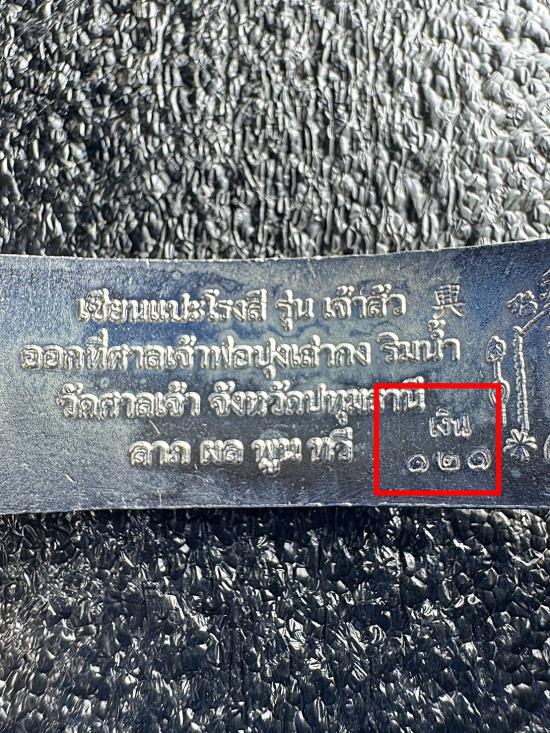 เซียนแปะโรงสี รุ่น เจ้าสัว 興
ออกที่ศาลเจ้าพ่อปุงเถ่ากง ริมน้ำ
วัดศาลเจ้า จังหวัดปทุมธานี
ลาภ ผล พูน ทวี
เงิน
๑๒๑